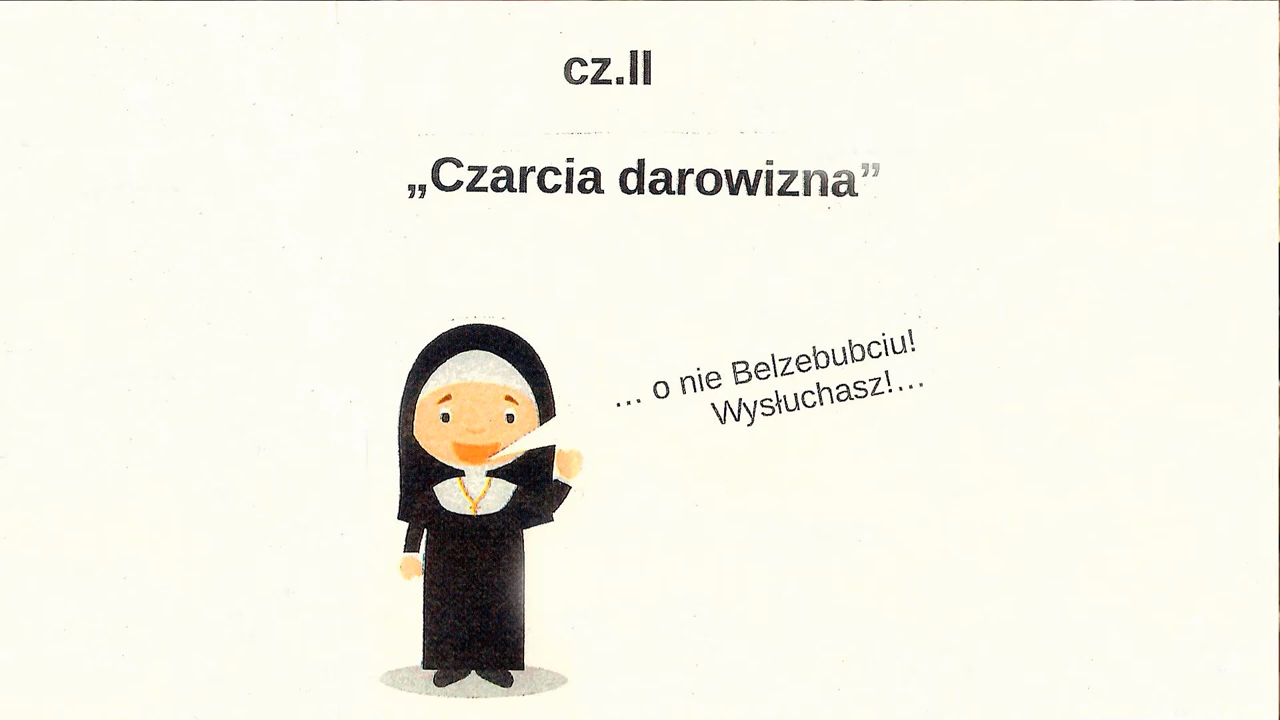 cz.II
„Czarcia darowizna”
... o nie Belzebubciu!
Wysłuchasz!...